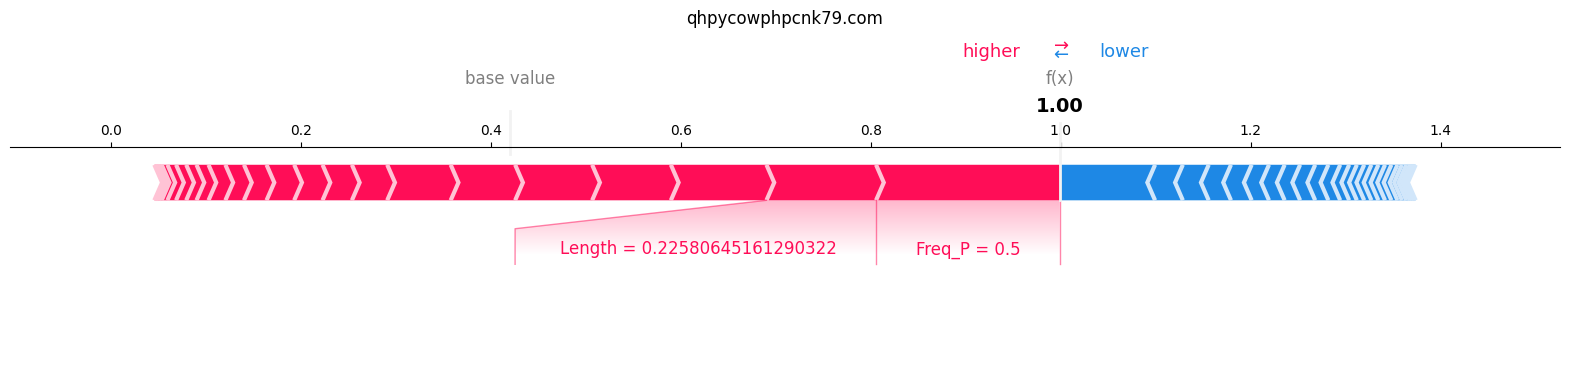 qhpycowphpcnk79.com
higher ⇄ lower
base value f(x)
1.00
0.0 0.2 0.4 0.6 0.8 1.0 1.2 1.4
Length = 0.22580645161290322 Freq_P = 0.5